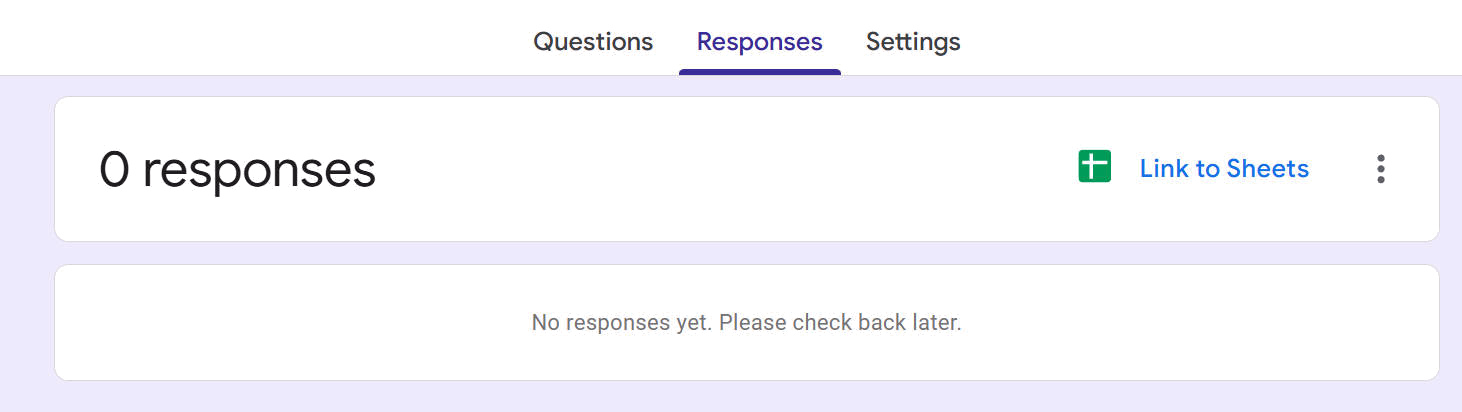 Questions Responses Settings
0 responses
Link to Sheets
No responses yet. Please check back later.